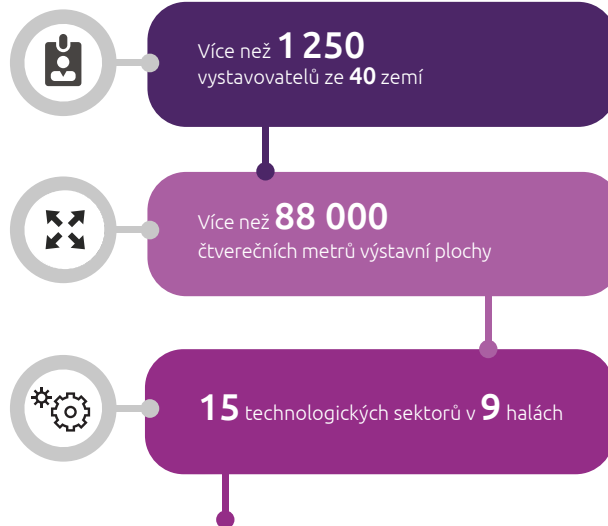 Více než 1 250
vystavovatelů ze 40 zemí
Více než 88 000
čtverečních metrů výstavní plochy
15 technologických sektorů v 9 halách